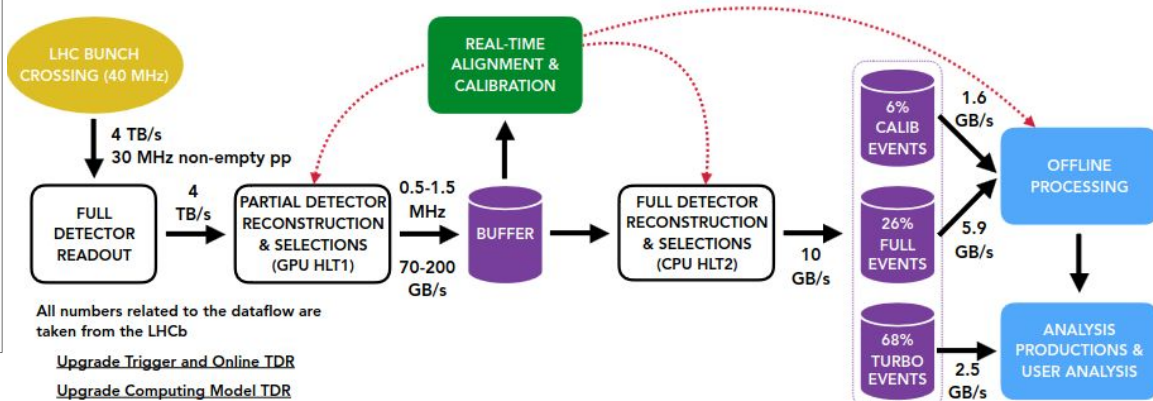 LHC BUNCH
CROSSING (40 MHz)
4 TB/s
30 MHz non-empty pp
FULL
DETECTOR
READOUT
4
TB/s
PARTIAL DETECTOR
RECONSTRUCTION
& SELECTIONS
(GPU HLT1)
0.5-1.5
MHz
70-200
GB/s
REAL-TIME
ALIGNMENT &
CALIBRATION
BUFFER
FULL DETECTOR
RECONSTRUCTION
& SELECTIONS
(CPU HLT2)
10
GB/s
6%
CALIB
EVENTS
26%
FULL
EVENTS
68%
TURBO
EVENTS
1.6
GB/s
5.9
GB/s
2.5
GB/s
OFFLINE
PROCESSING
ANALYSIS
PRODUCTIONS &
USER ANALYSIS
All numbers related to the dataflow are
taken from the LHCb
Upgrade Trigger and Online TDR
Upgrade Computing Model TDR